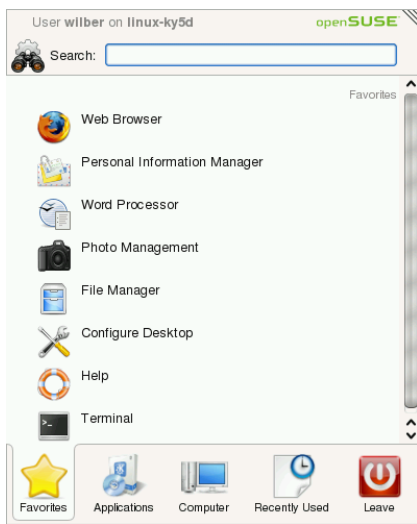 User wilber on linux-ky5d
openSUSE
Search:
Favorites
Web Browser
Personal Information Manager
Word Processor
Photo Management
File Manager
Configure Desktop
Help
Terminal
Favorites
Applications
Computer
Recently Used
Leave